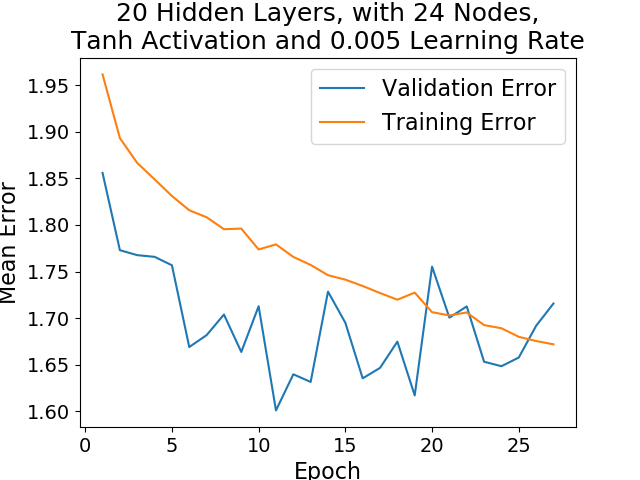 20 Hidden Layers, with 24 Nodes,
Tanh Activation and 0.005 Learning Rate
Validation Error
Training Error
Mean Error
1.95
1.90
1.85
1.80
1.75
1.70
1.65
1.60
0 5 10 15 20 25
Epoch